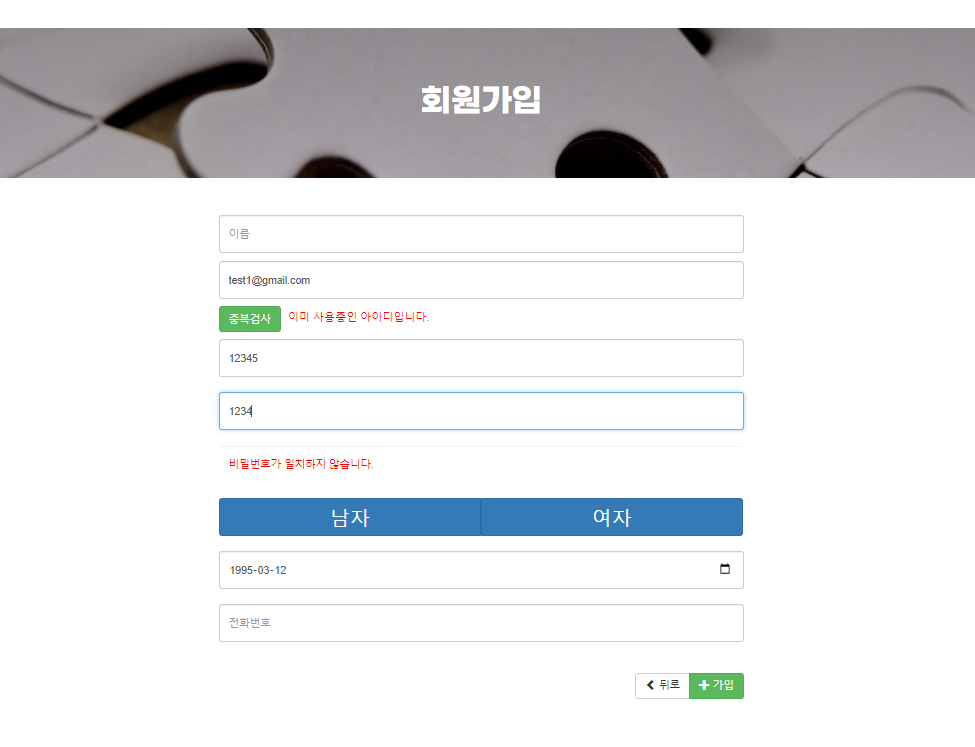 회원가입
이름
test1@gmail.com
중복검사 이미 사용중인 아이디입니다.
12345
1234
비밀번호가 일치하지 않습니다.
남자 여자
1995-03-12
전화번호
뒤로 가입